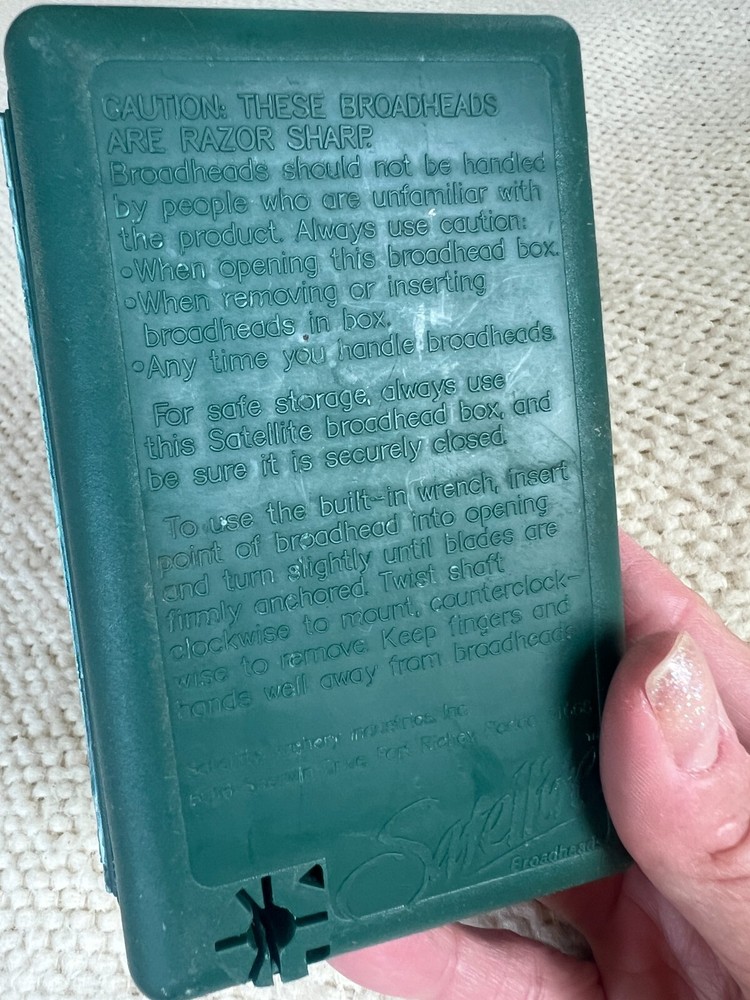 CAUTION: THESE BROADHEADS
ARE RAZOR SHARP.
Broadheads should not be handled
by people who are unfamiliar with
the product. Always use caution:
•When opening this broadhead box.
•When removing or inserting
broadheads in box.
•Any time you handle broadheads.
For safe storage, always use
this Satellite broadhead box, and
be sure it is securely closed.
To use the built-in wrench, insert
point of broadhead into opening
and turn slightly until blades are
firmly anchored. Twist shaft
clockwise to mount, counterclock-
wise to remove. Keep fingers and
hands well away from broadheads.
Archery Industries, Inc.
Satellite
Broadheads